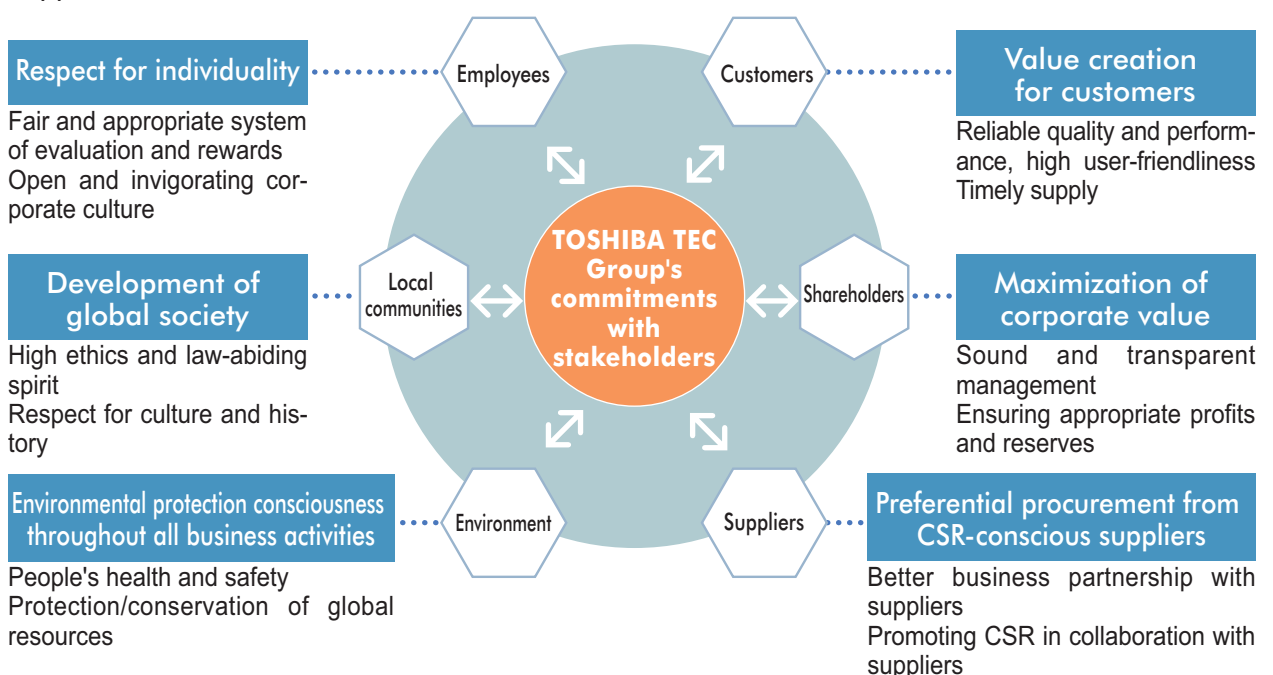 Respect for individuality
Fair and appropriate system
of evaluation and rewards
Open and invigorating cor-
porate culture
Employees
Customers
Value creation
for customers
Reliable quality and perform-
ance, high user-friendliness
Timely supply
Development of
global society
High ethics and law-abiding
spirit
Respect for culture and his-
tory
Local
communities
TOSHIBA TEC
Group's
commitments
with
stakeholders
Shareholders
Maximization of
corporate value
Sound and transparent
management
Ensuring appropriate profits
and reserves
Environmental protection consciousness
throughout all business activities
People's health and safety
Protection/conservation of global
resources
Environment
Suppliers
Preferential procurement from
CSR-conscious suppliers
Better business partnership with
suppliers
Promoting CSR in collaboration with
suppliers